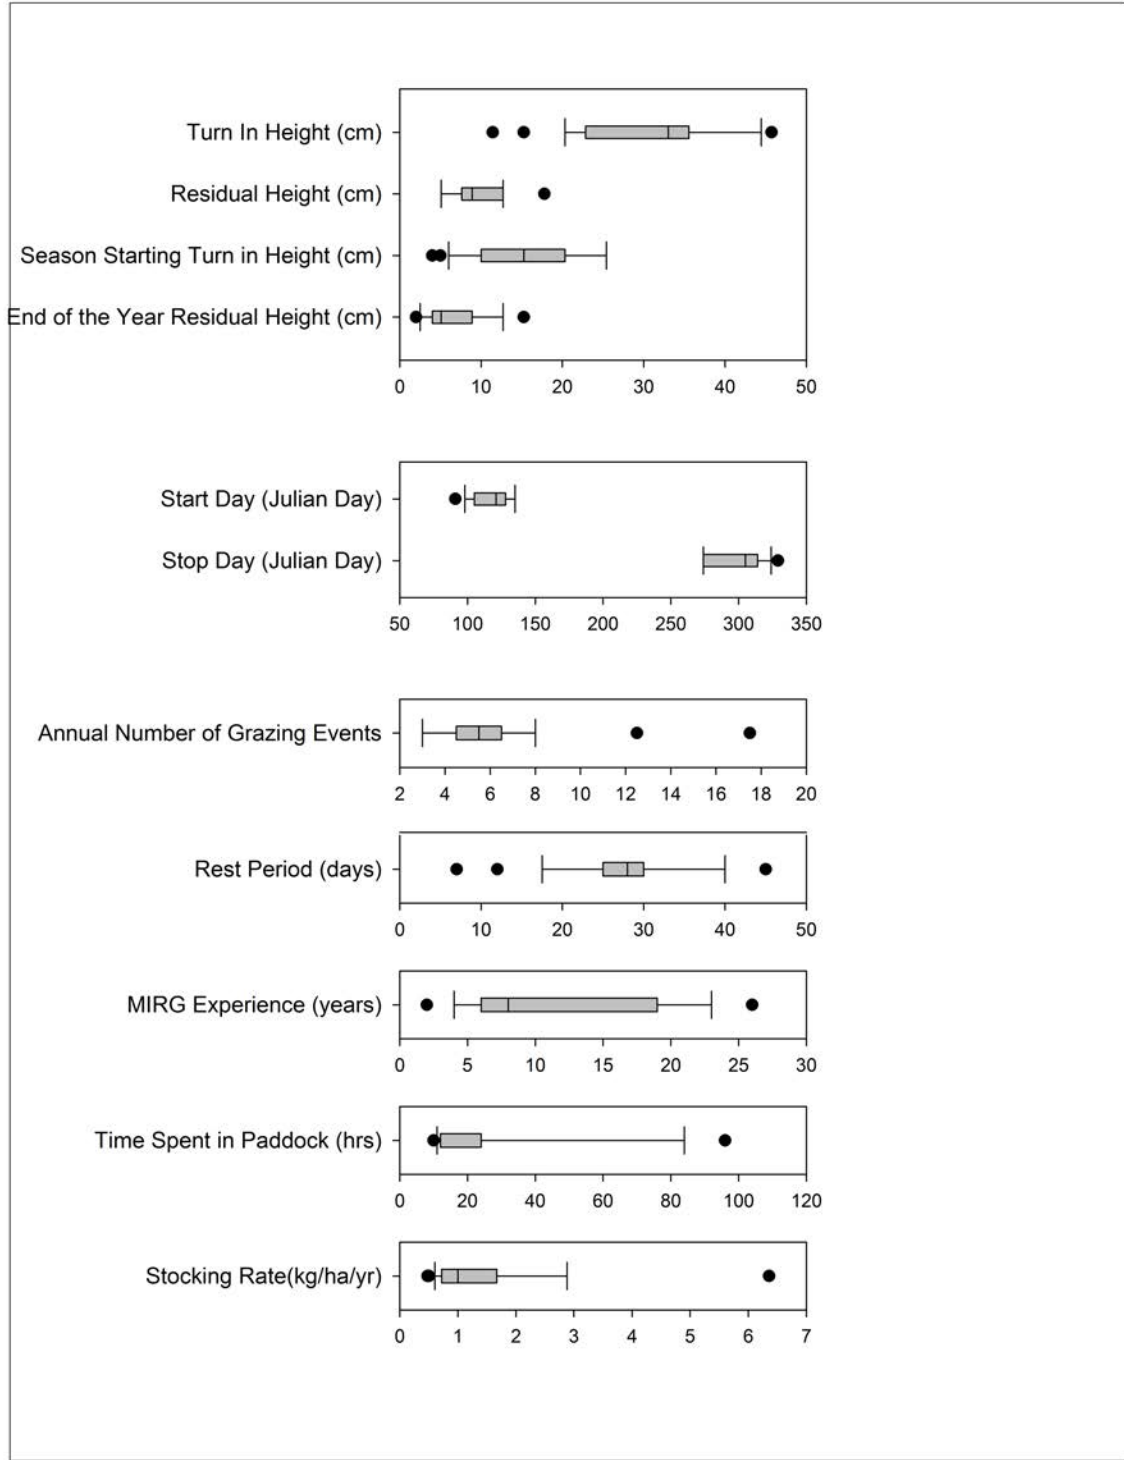 Turn In Height (cm)
Residual Height (cm)
Season Starting Turn in Height (cm)
End of the Year Residual Height (cm)
0 10 20 30 40 50
Start Day (Julian Day)
Stop Day (Julian Day)
50 100 150 200 250 300 350
Annual Number of Grazing Events
2 4 6 8 10 12 14 16 18 20
Rest Period (days)
0 10 20 30 40 50
MIRG Experience (years)
0 5 10 15 20 25 30
Time Spent in Paddock (hrs)
0 20 40 60 80 100 120
Stocking Rate(kg/ha/yr)
0 1 2 3 4 5 6 7